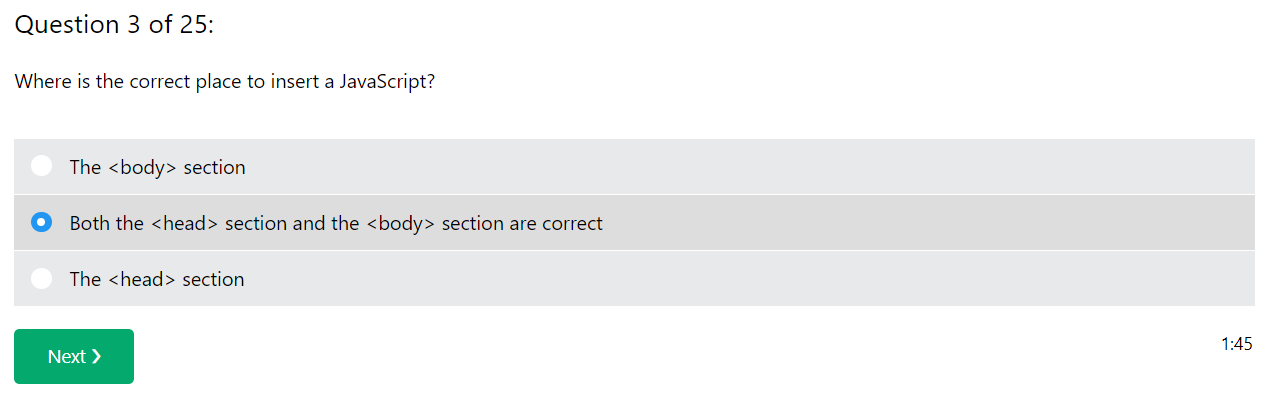 Question 3 of 25:
Where is the correct place to insert a JavaScript?
The <body> section
Both the <head> section and the <body> section are correct
The <head> section
Next ❯
1:45